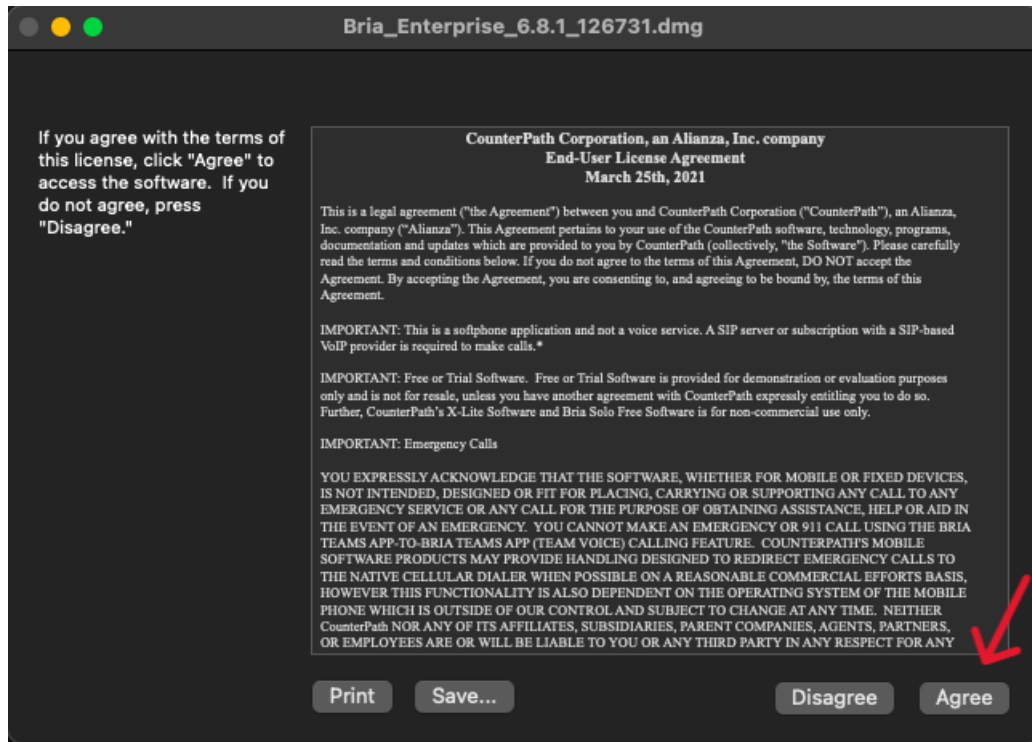 Bria_Enterprise_6.8.1_126731.dmg
If you agree with the terms of
this license, click "Agree" to
access the software.  If you
do not agree, press
"Disagree."
CounterPath Corporation, an Alianza, Inc. company
End-User License Agreement
March 25th, 2021
This is a legal agreement ("the Agreement") between you and CounterPath Corporation ("CounterPath"), an Alianza,
Inc. company (“Alianza”). This Agreement pertains to your use of the CounterPath software, technology, programs,
documentation and updates which are provided to you by CounterPath (collectively, "the Software"). Please carefully
read the terms and conditions below. If you do not agree to the terms of this Agreement, DO NOT accept the
Agreement. By accepting the Agreement, you are consenting to, and agreeing to be bound by, the terms of this
Agreement.
IMPORTANT: This is a softphone application and not a voice service. A SIP server or subscription with a SIP-based
VoIP provider is required to make calls.*
IMPORTANT: Free or Trial Software.  Free or Trial Software is provided for demonstration or evaluation purposes
only and is not for resale, unless you have another agreement with CounterPath expressly entitling you to do so.
Further, CounterPath's X-Lite Software and Bria Solo Free Software is for non-commercial use only.
IMPORTANT: Emergency Calls
YOU EXPRESSLY ACKNOWLEDGE THAT THE SOFTWARE, WHETHER FOR MOBILE OR FIXED DEVICES,
IS NOT INTENDED, DESIGNED OR FIT FOR PLACING, CARRYING OR SUPPORTING ANY CALL TO ANY
EMERGENCY SERVICE OR ANY CALL FOR THE PURPOSE OF OBTAINING ASSISTANCE, HELP OR AID IN
THE EVENT OF AN EMERGENCY.  YOU CANNOT MAKE AN EMERGENCY OR 911 CALL USING THE BRIA
TEAMS APP-TO-BRIA TEAMS APP (TEAM VOICE) CALLING FEATURE.  COUNTERPATH'S MOBILE
SOFTWARE PRODUCTS MAY PROVIDE HANDLING DESIGNED TO REDIRECT EMERGENCY CALLS TO
THE NATIVE CELLULAR DIALER WHEN POSSIBLE ON A REASONABLE COMMERCIAL EFFORTS BASIS,
HOWEVER THIS FUNCTIONALITY IS ALSO DEPENDENT ON THE OPERATING SYSTEM OF THE MOBILE
PHONE WHICH IS OUTSIDE OF OUR CONTROL AND SUBJECT TO CHANGE AT ANY TIME.  NEITHER
CounterPath NOR ANY OF ITS AFFILIATES, SUBSIDIARIES, PARENT COMPANIES, AGENTS, PARTNERS,
OR EMPLOYEES ARE OR WILL BE LIABLE TO YOU OR ANY THIRD PARTY IN ANY RESPECT FOR ANY
Print
Save...
Disagree
Agree